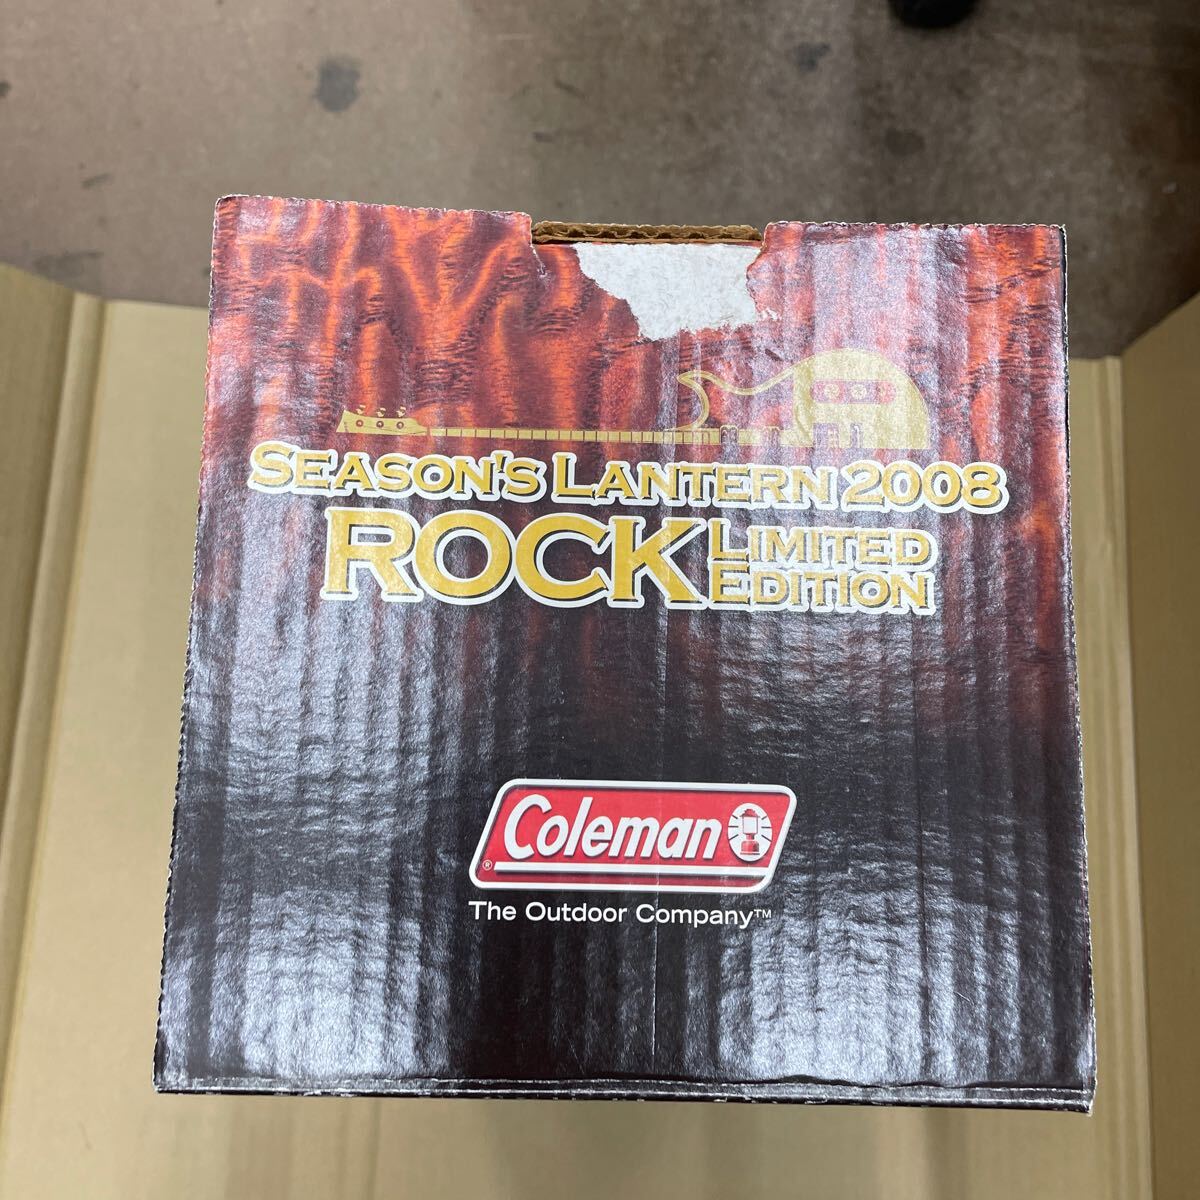 SEASON'S LANTERN 2008
ROCK LIMITED EDITION
Coleman ®
The Outdoor Company™